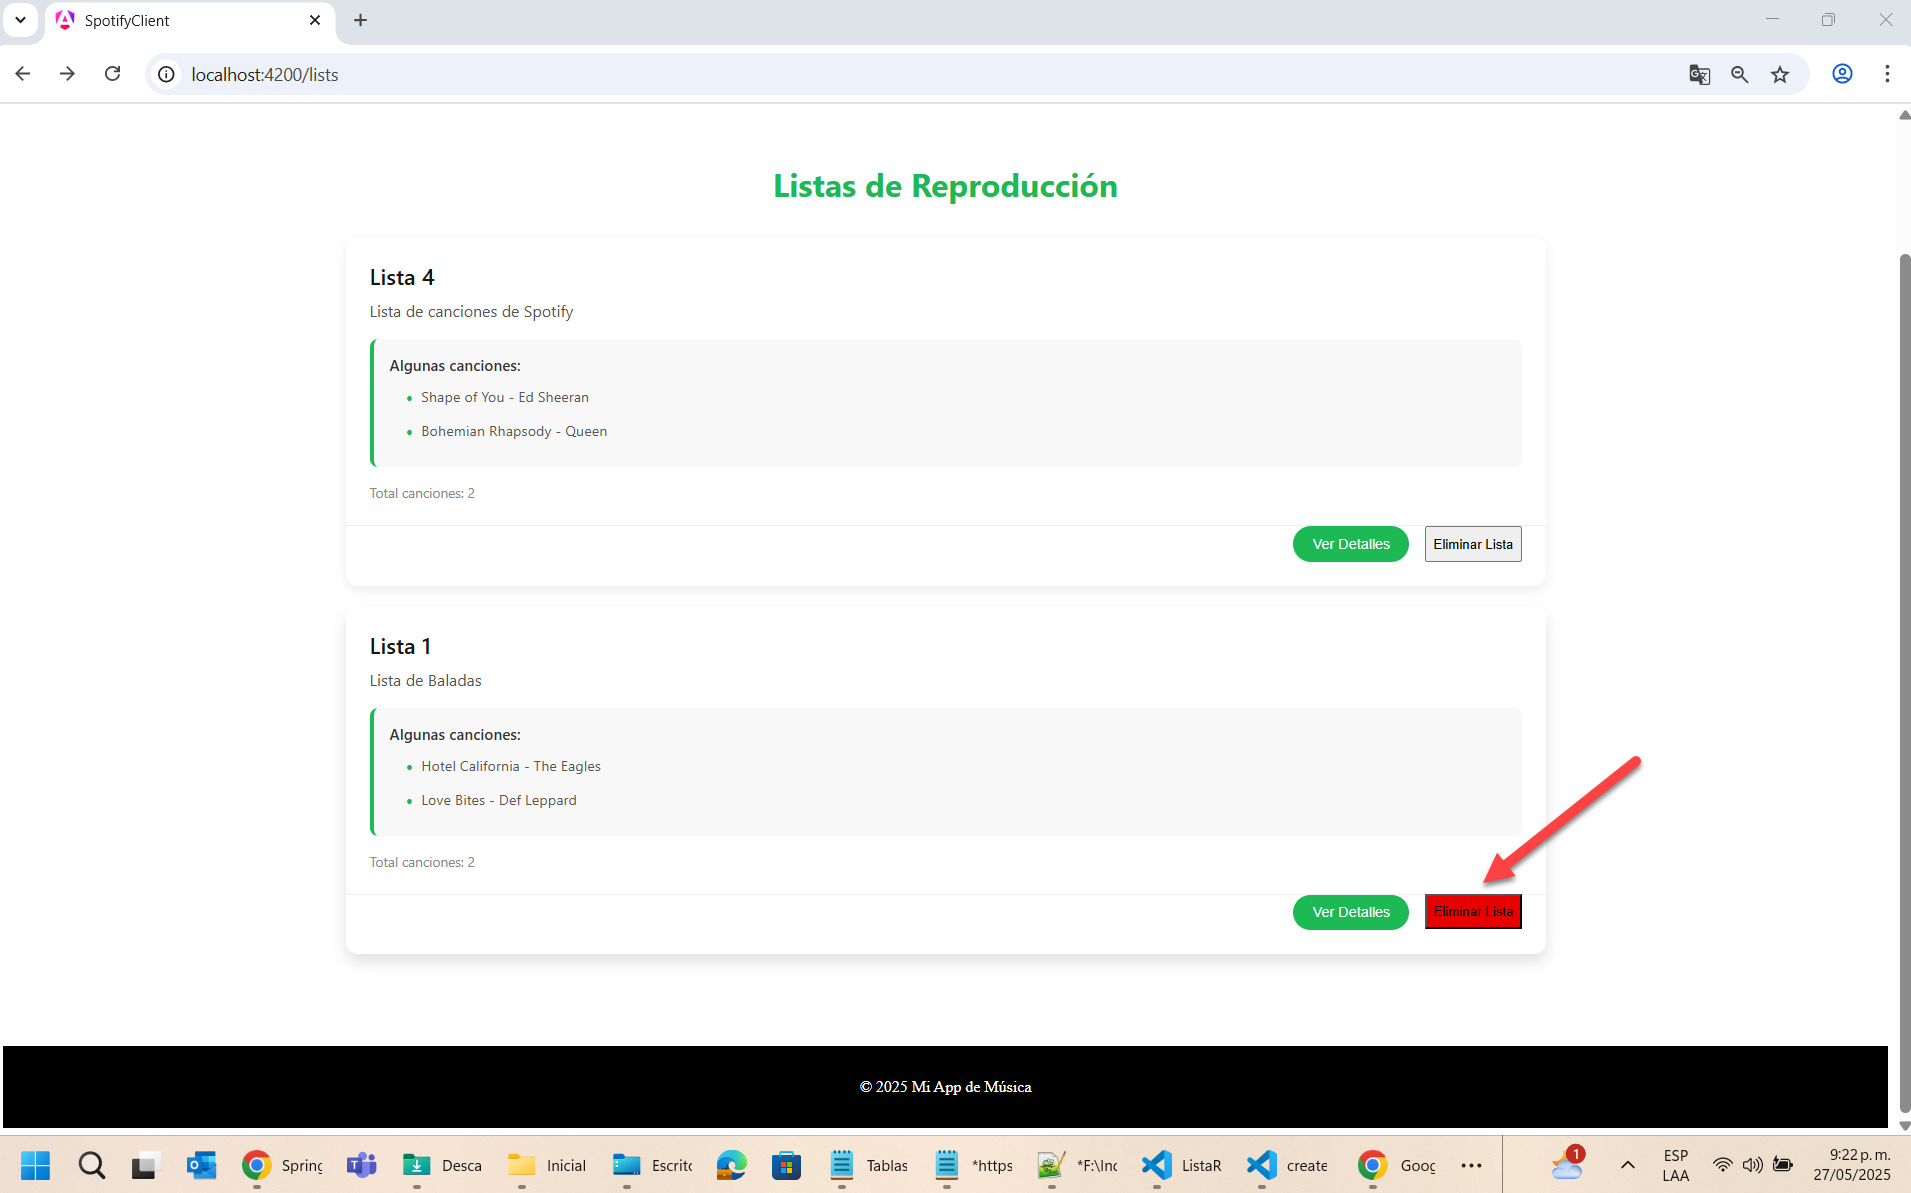 SpotifyClient
localhost:4200/lists
Listas de Reproducción
Lista 4
Lista de canciones de Spotify
Algunas canciones:
Shape of You - Ed Sheeran
Bohemian Rhapsody - Queen
Total canciones: 2
Ver Detalles Eliminar Lista
Lista 1
Lista de Baladas
Algunas canciones:
Hotel California - The Eagles
Love Bites - Def Leppard
Total canciones: 2
Ver Detalles Eliminar Lista
© 2025 Mi App de Música
Spring Desca Inicial Escrito Tablas *https *F:\Inc ListaR create Goog 1 ESP 9:22 p. m.
LAA 27/05/2025